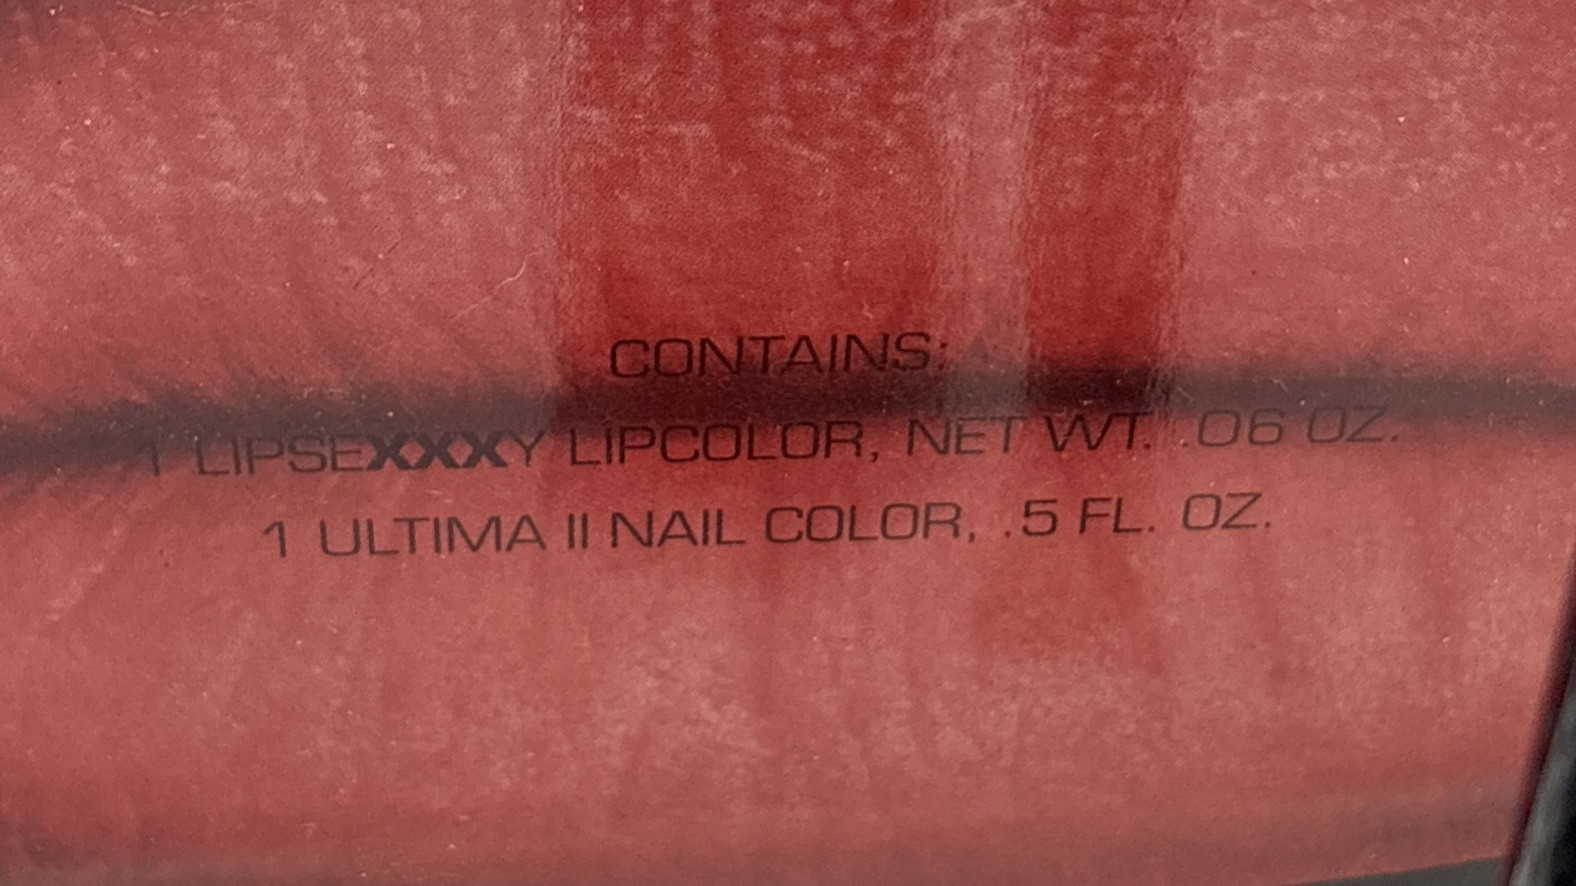 CONTAINS:
1 LIPSEXXXY LIPCOLOR, NET WT. .06 OZ.
1 ULTIMA II NAIL COLOR, .5 FL. OZ.